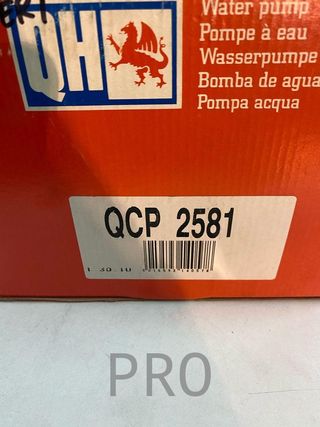 Water pump
Pompe à eau
QH
Wasserpumpe
Bomba de agua
Pompa acqua
QCP 2581
PRO